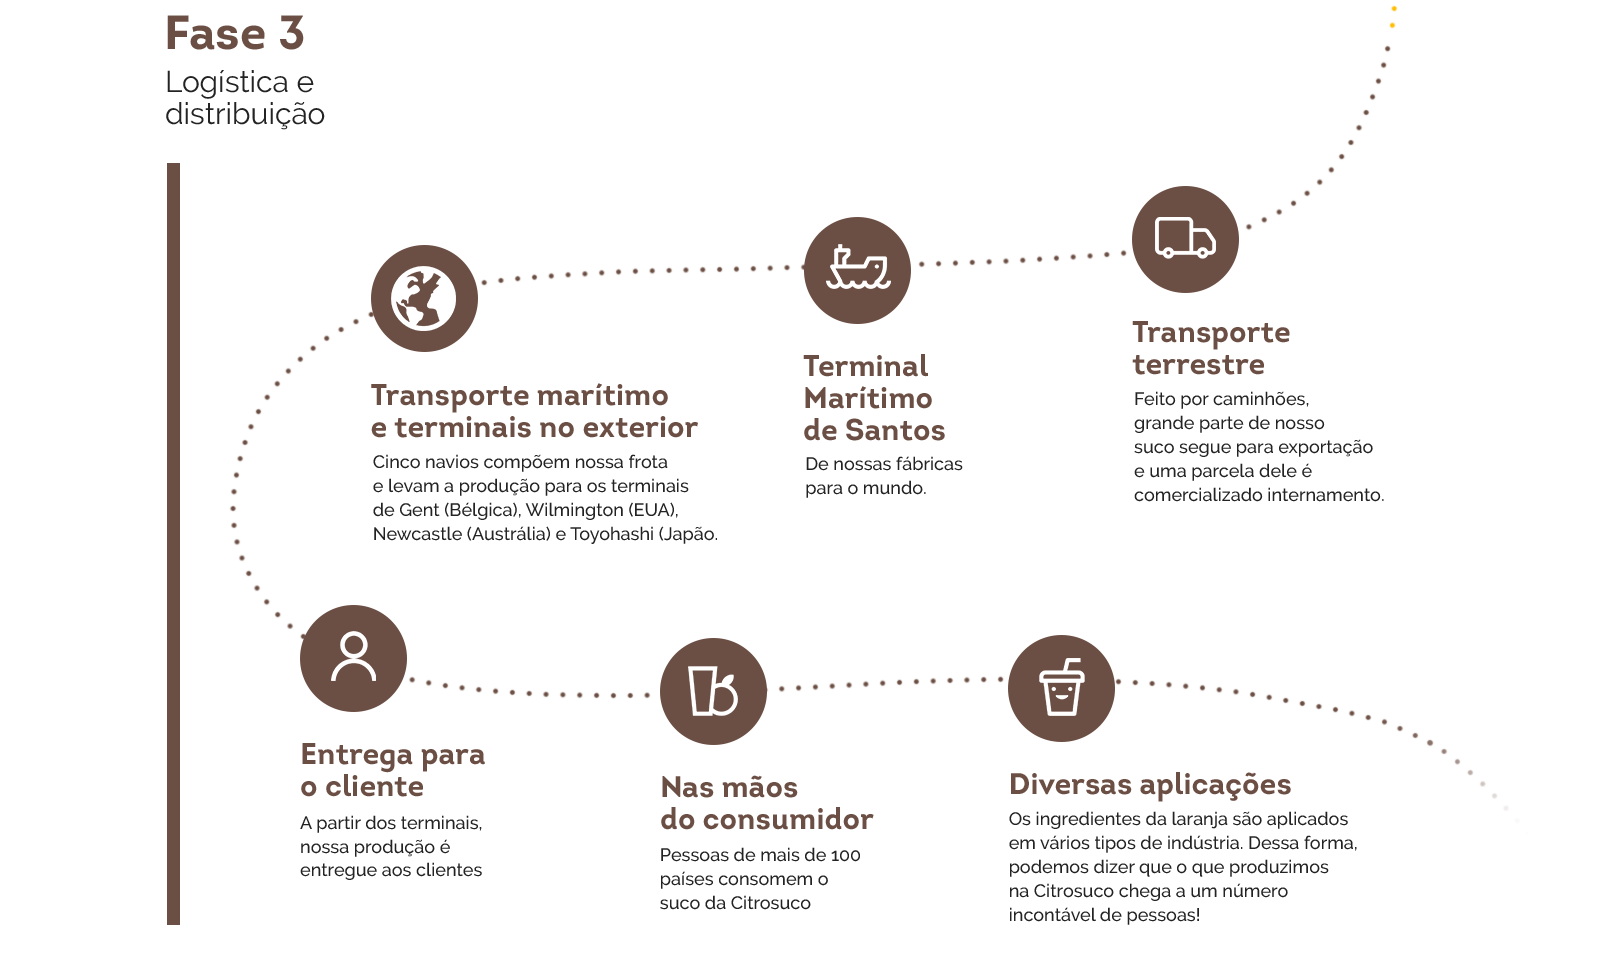 Fase 3
Logística e
distribuição
Transporte
terrestre
Feito por caminhões,
grande parte de nosso
suco segue para exportação
e uma parcela dele é
comercializado internamento.
Terminal
Marítimo
de Santos
De nossas fábricas
para o mundo.
Transporte marítimo
e terminais no exterior
Cinco navios compõem nossa frota
e levam a produção para os terminais
de Gent (Bélgica), Wilmington (EUA),
Newcastle (Austrália) e Toyohashi (Japão.
Entrega para
o cliente
A partir dos terminais,
nossa produção é
entregue aos clientes
Nas mãos
do consumidor
Pessoas de mais de 100
países consomem o
suco da Citrosuco
Diversas aplicações
Os ingredientes da laranja são aplicados
em vários tipos de indústria. Dessa forma,
podemos dizer que o que produzimos
na Citrosuco chega a um número
incontável de pessoas!